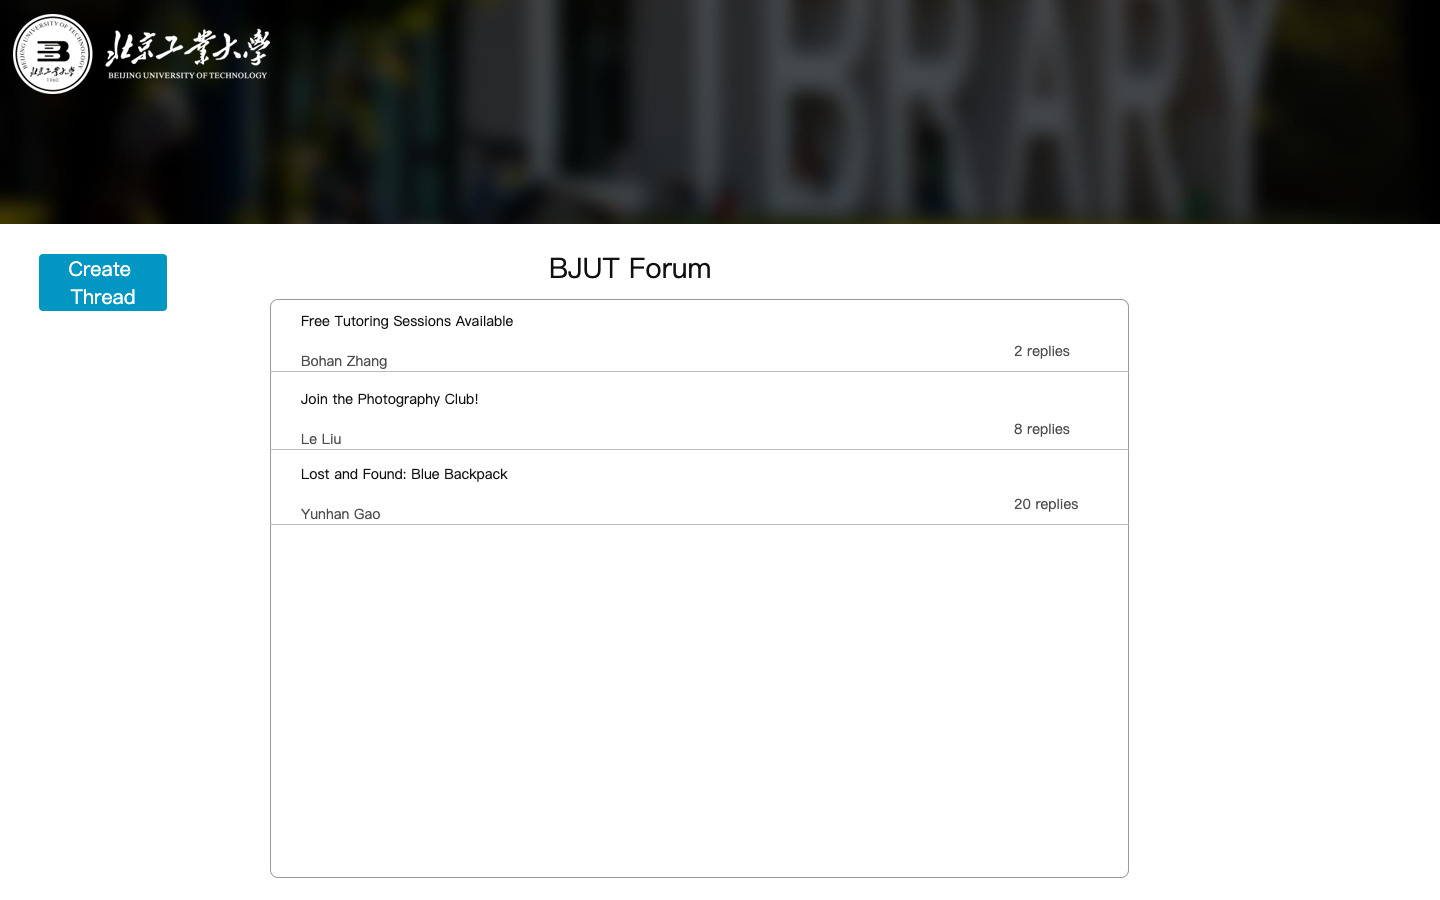 BEIJING UNIVERSITY OF TECHNOLOGY
北京工业大学
1960
北京工業大學
BEIJING UNIVERSITY OF TECHNOLOGY
LIBRARY
Create
Thread
BJUT Forum
Free Tutoring Sessions Available
Bohan Zhang
2 replies
Join the Photography Club!
Le Liu
8 replies
Lost and Found: Blue Backpack
Yunhan Gao
20 replies